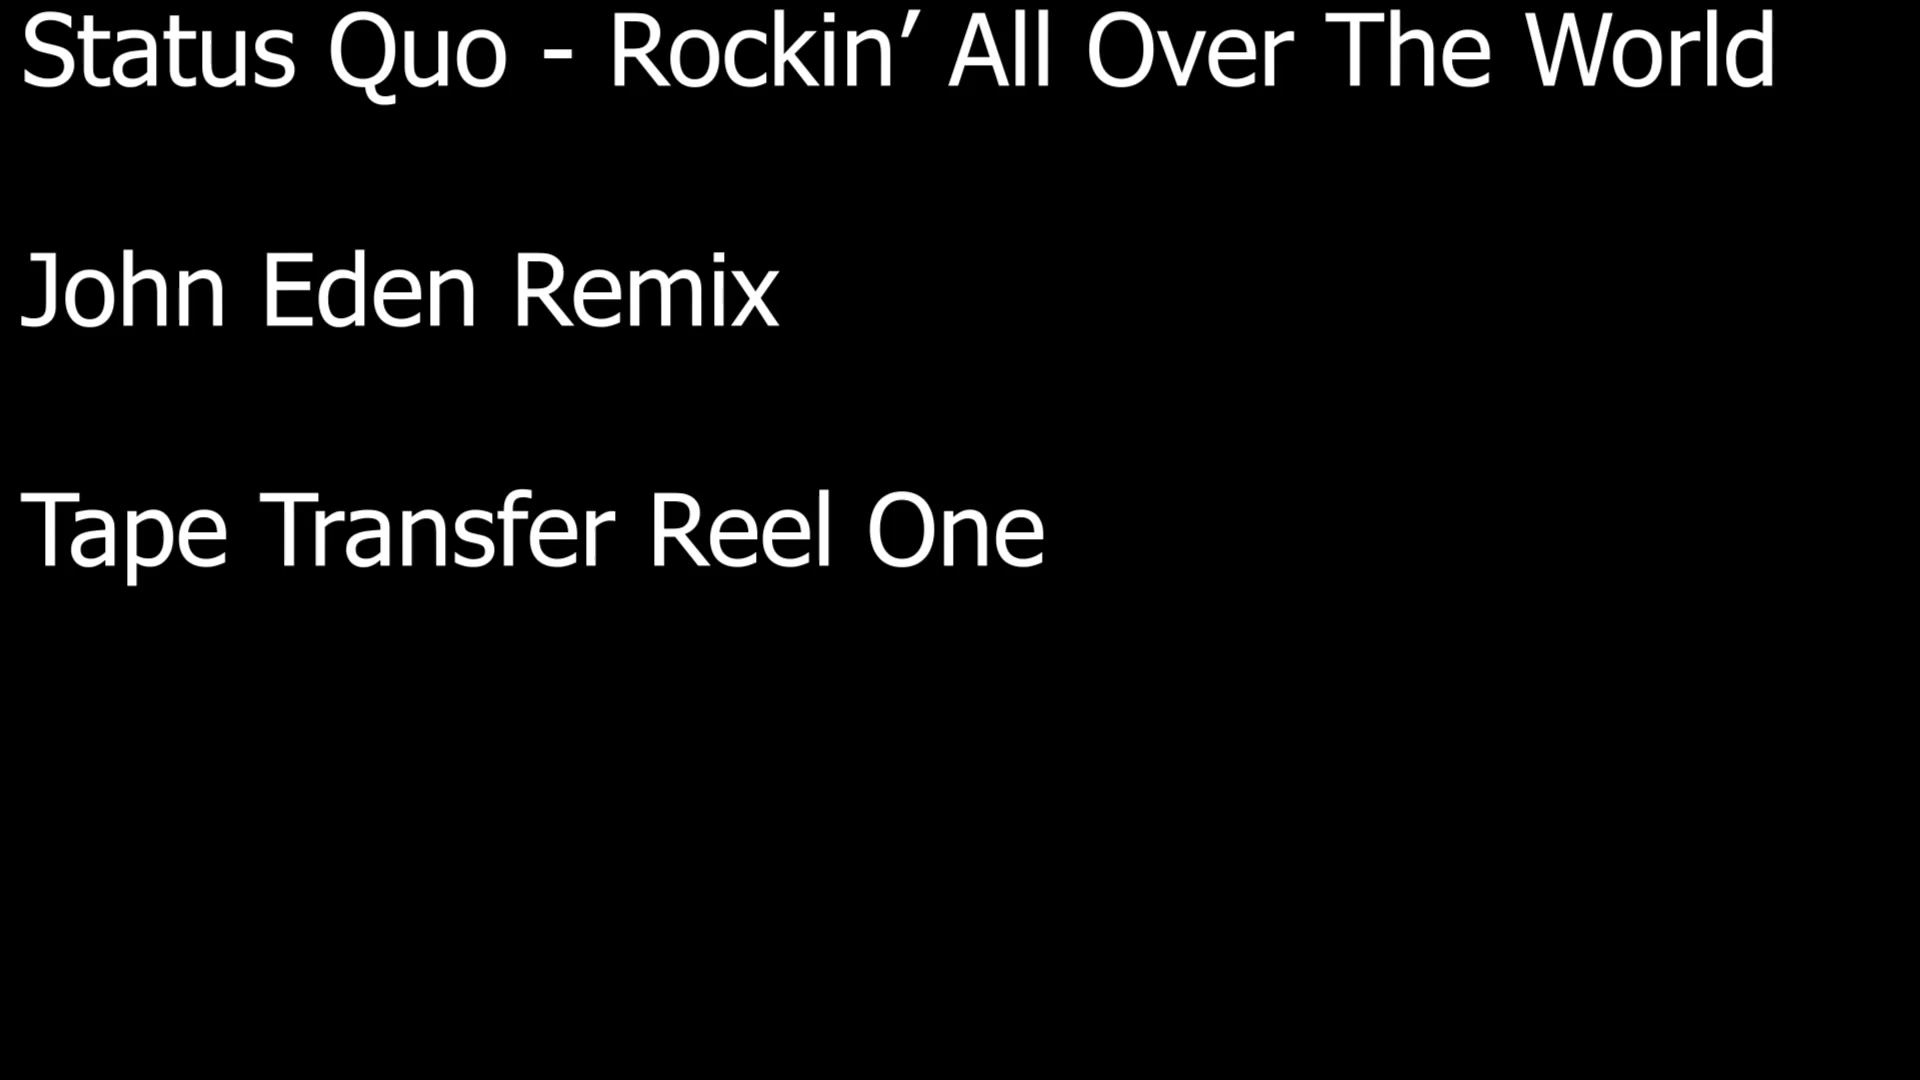 Status Quo - Rockin’ All Over The World
John Eden Remix
Tape Transfer Reel One